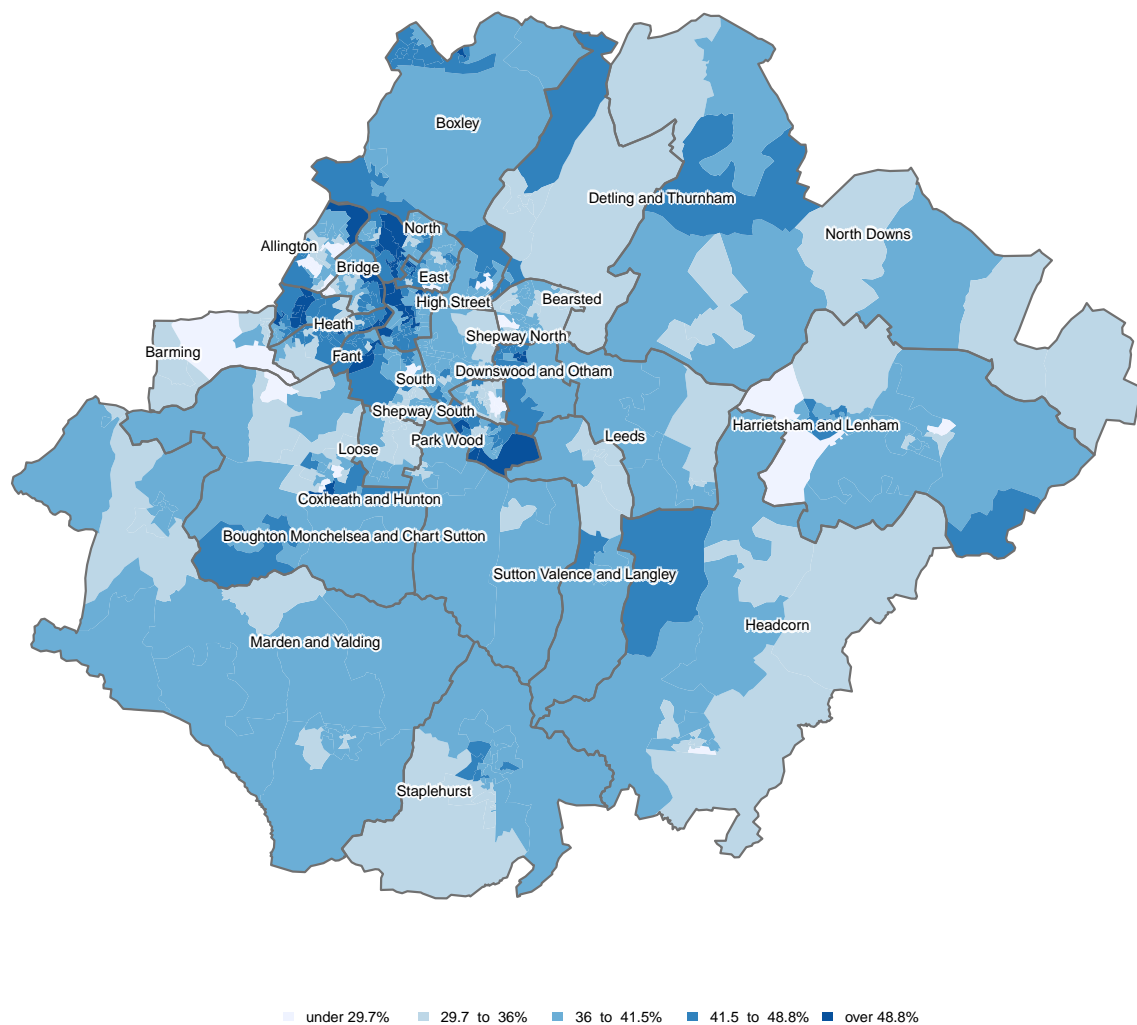 Boxley
Detling and Thurnham
North
North Downs
Allington
Bridge
East
High Street
Bearsted
Heath
Shepway North
Barming
Fant
South
Downswood and Otham
Shepway South
Harrietsham and Lenham
Park Wood
Leeds
Loose
Coxheath and Hunton
Boughton Monchelsea and Chart Sutton
Sutton Valence and Langley
Headcorn
Marden and Yalding
Staplehurst
under 29.7% 29.7 to 36% 36 to 41.5% 41.5 to 48.8% over 48.8%